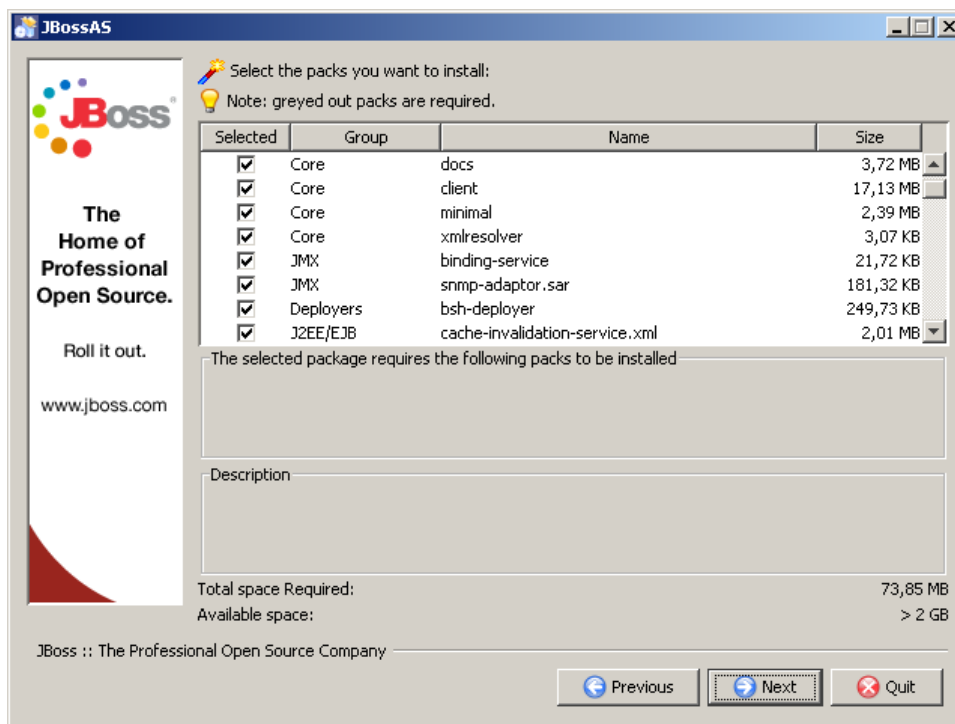 JBossAS
JBoss®
The
Home of
Professional
Open Source.
Roll it out.
www.jboss.com
Select the packs you want to install:
Note: greyed out packs are required.
Selected Group Name Size
Core docs 3,72 MB
Core client 17,13 MB
Core minimal 2,39 MB
Core xmlresolver 3,07 KB
JMX binding-service 21,72 KB
JMX snmp-adaptor.sar 181,32 KB
Deployers bsh-deployer 249,73 KB
J2EE/EJB cache-invalidation-service.xml 2,01 MB
The selected package requires the following packs to be installed
Description
Total space Required: 73,85 MB
Available space: > 2 GB
JBoss :: The Professional Open Source Company
Previous Next Quit